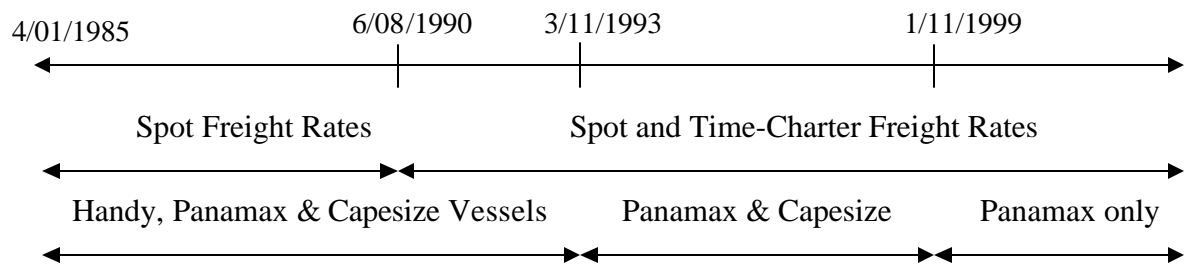 4/01/1985 6/08/1990 3/11/1993 1/11/1999
Spot Freight Rates Spot and Time-Charter Freight Rates
Handy, Panamax & Capesize Vessels Panamax & Capesize Panamax only